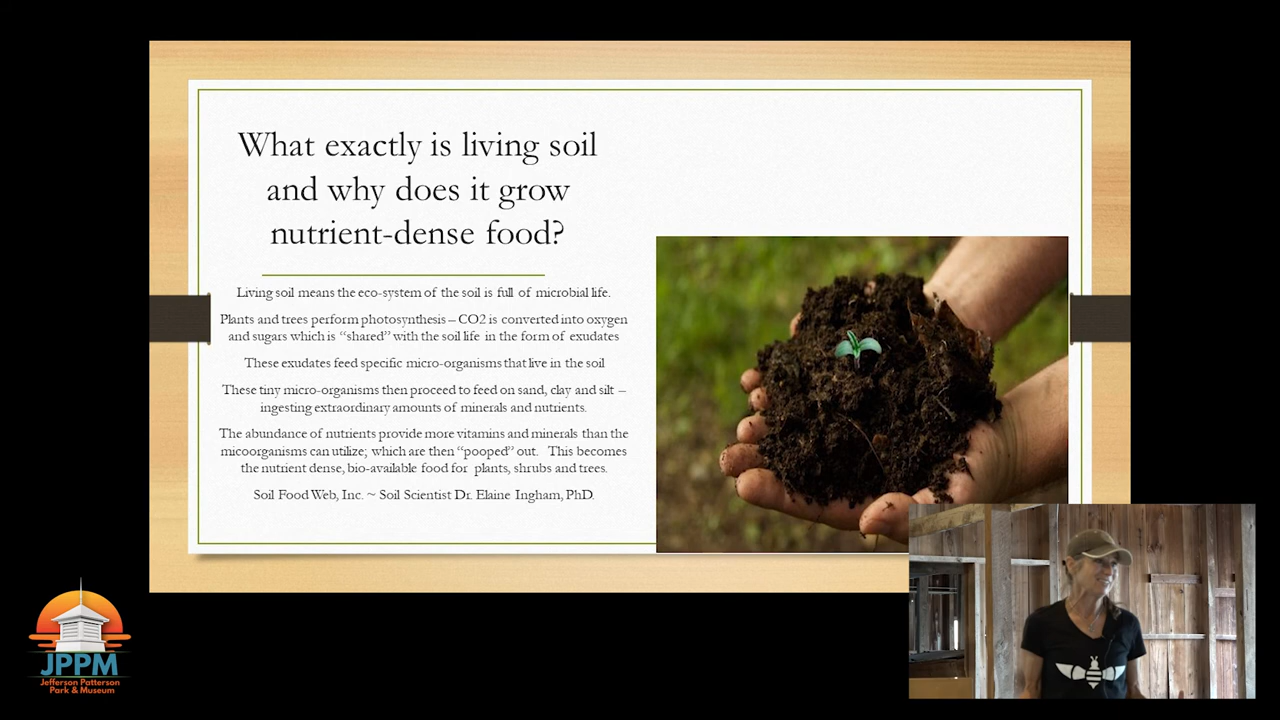 What exactly is living soil
and why does it grow
nutrient-dense food?
Living soil means the eco-system of the soil is full of microbial life.
Plants and trees perform photosynthesis – CO2 is converted into oxygen
and sugars which is “shared” with the soil life in the form of exudates
These exudates feed specific micro-organisms that live in the soil
These tiny micro-organisms then proceed to feed on sand, clay and silt –
ingesting extraordinary amounts of minerals and nutrients.
The abundance of nutrients provide more vitamins and minerals than the
micoorganisms can utilize; which are then “pooped” out. This becomes
the nutrient dense, bio-available food for plants, shrubs and trees.
Soil Food Web, Inc. ~ Soil Scientist Dr. Elaine Ingham, PhD.
JPPM
Jefferson Patterson
Park & Museum